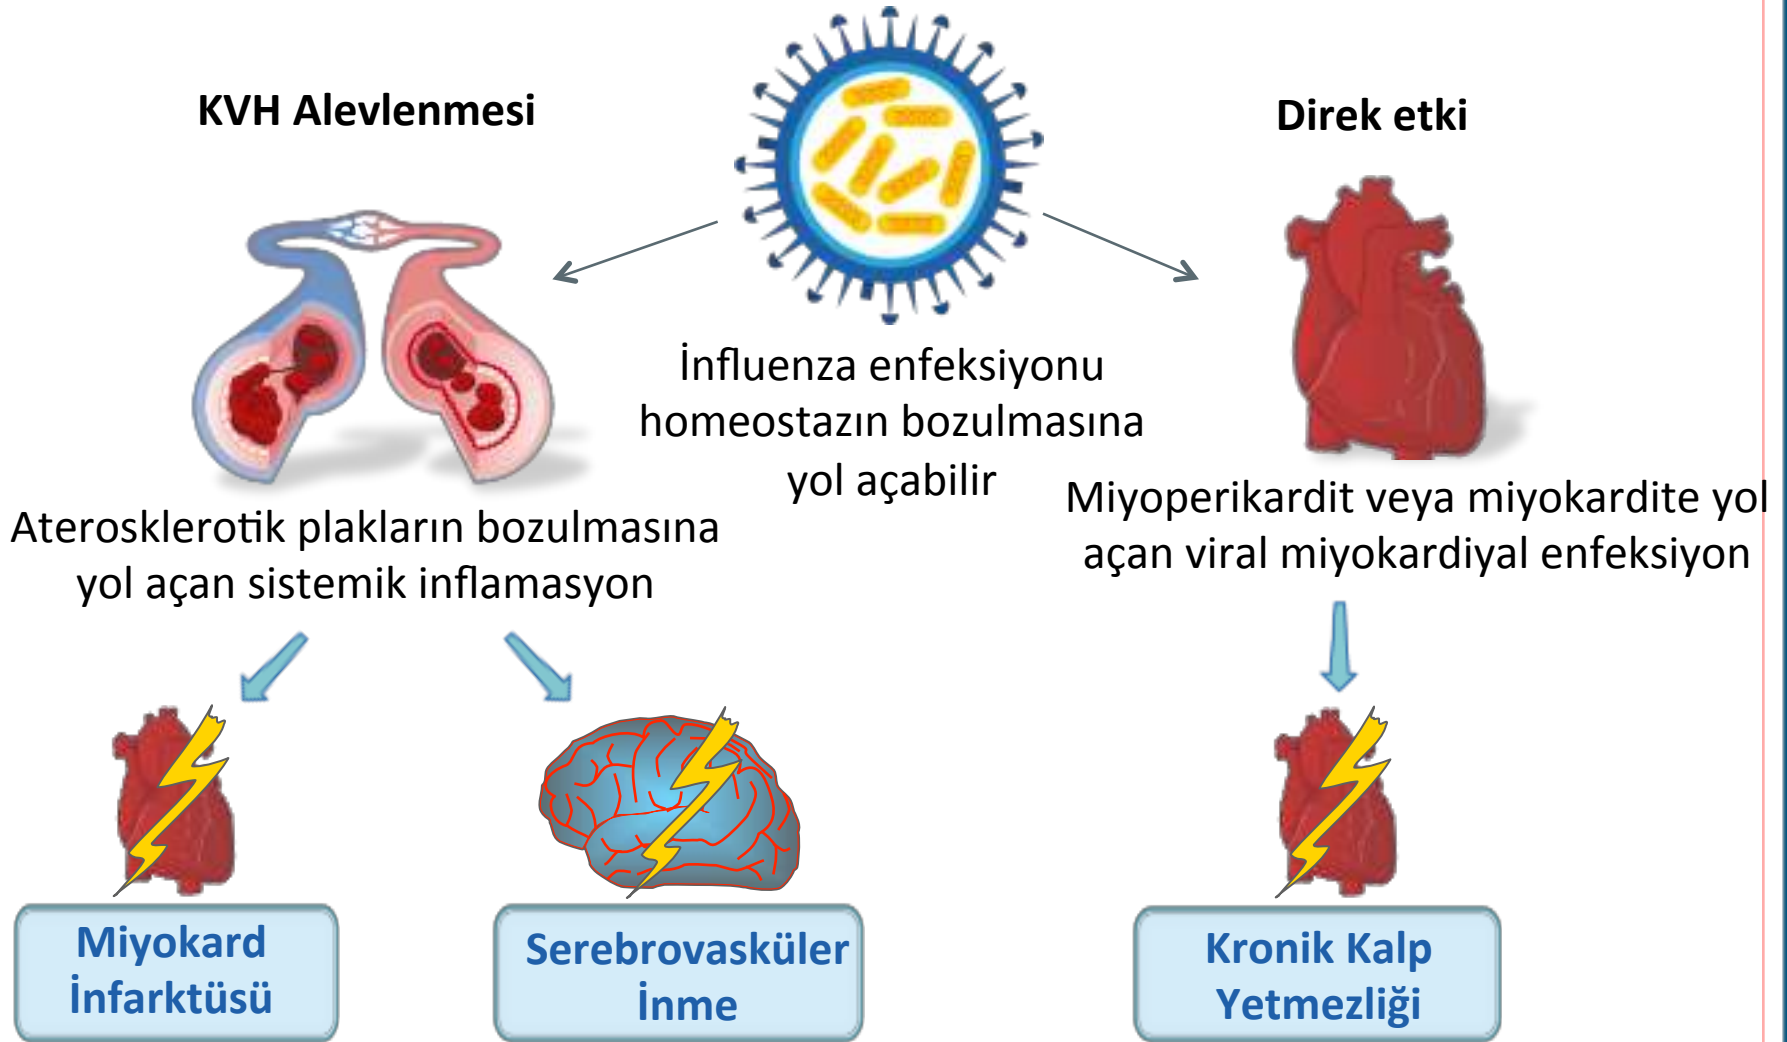 KVH Alevlenmesi
Direk etki
İnfluenza enfeksiyonu
homeostazın bozulmasına
yol açabilir
Aterosklerotik plakların bozulmasına
yol açan sistemik inflamasyon
Miyoperikardit veya miyokardite yol
açan viral miyokardiyal enfeksiyon
Miyokard
İnfarktüsü
Serebrovasküler
İnme
Kronik Kalp
Yetmezliği